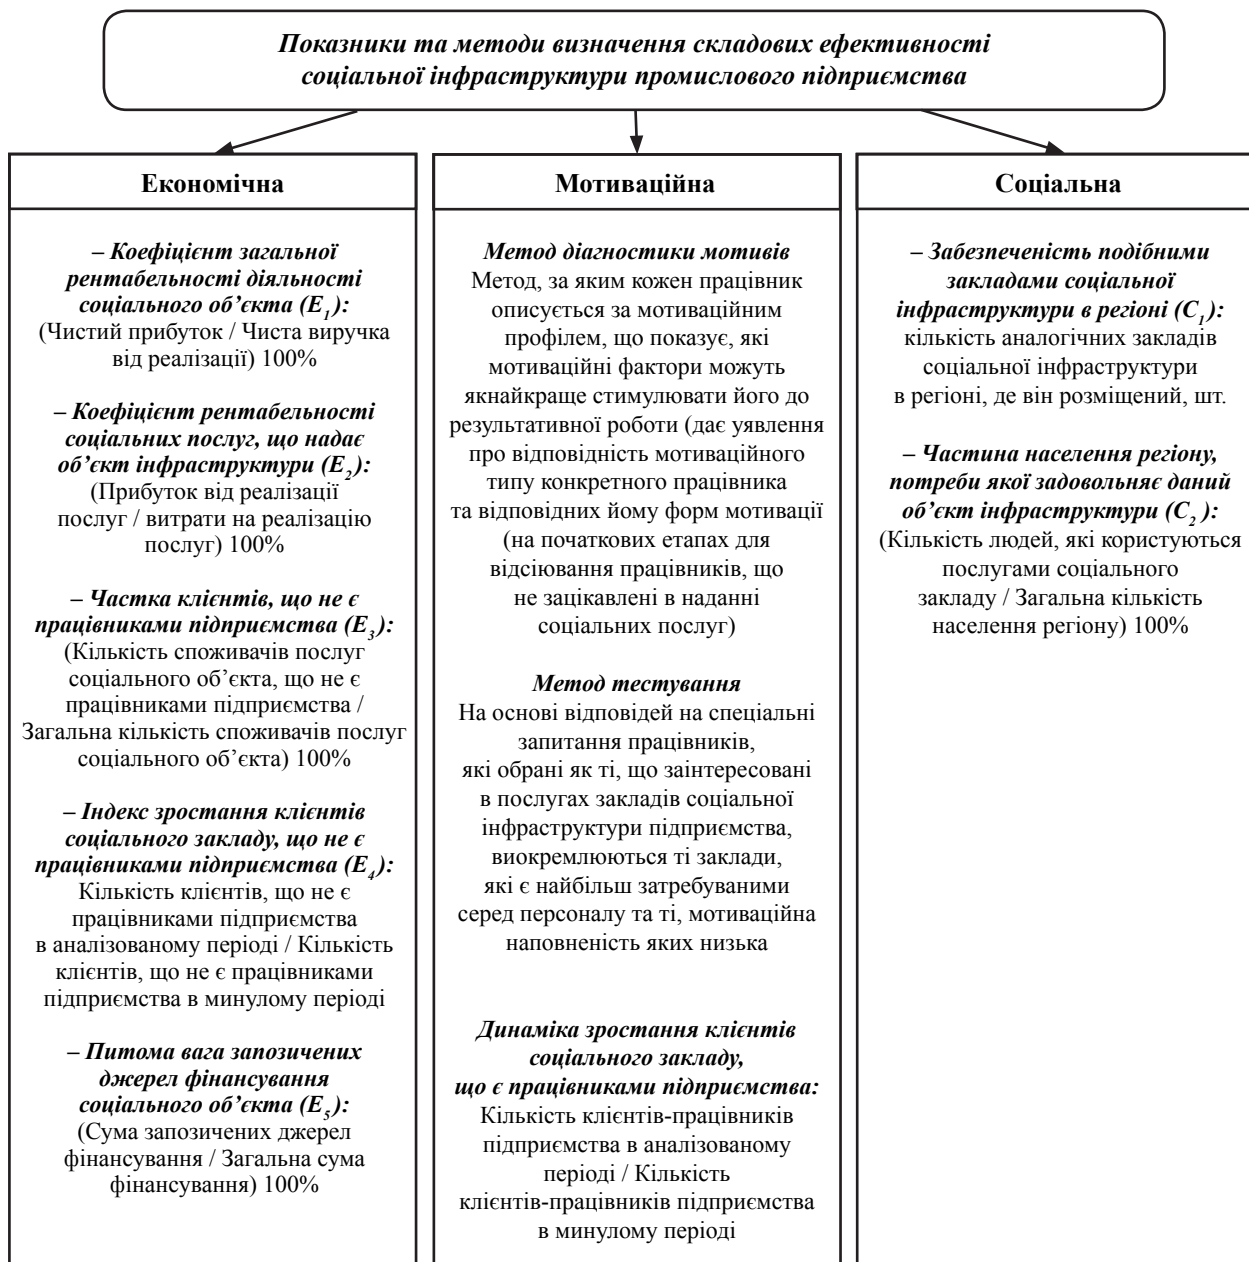 Показники та методи визначення складових ефективності
соціальної інфраструктури промислового підприємства
Економічна
– Коефіцієнт загальної
рентабельності діяльності
соціального об’єкта (E₁):
(Чистий прибуток / Чиста виручка
від реалізації) 100%
– Коефіцієнт рентабельності
соціальних послуг, що надає
об’єкт інфраструктури (E₂):
(Прибуток від реалізації
послуг / витрати на реалізацію
послуг) 100%
– Частка клієнтів, що не є
працівниками підприємства (E₃):
(Кількість споживачів послуг
соціального об’єкта, що не є
працівниками підприємства /
Загальна кількість споживачів послуг
соціального об’єкта) 100%
– Індекс зростання клієнтів
соціального закладу, що не є
працівниками підприємства (E₄):
Кількість клієнтів, що не є
працівниками підприємства
в аналізованому періоді / Кількість
клієнтів, що не є працівниками
підприємства в минулому періоді
– Питома вага запозичених
джерел фінансування
соціального об’єкта (E₅):
(Сума запозичених джерел
фінансування / Загальна сума
фінансування) 100%
Мотиваційна
Метод діагностики мотивів
Метод, за яким кожен працівник
описується за мотиваційним
профілем, що показує, які
мотиваційні фактори можуть
якнайкраще стимулювати його до
результативної роботи (дає уявлення
про відповідність мотиваційного
типу конкретного працівника
та відповідних йому форм мотивації
(на початкових етапах для
відсіювання працівників, що
не зацікавлені в наданні
соціальних послуг)
Метод тестування
На основі відповідей на спеціальні
запитання працівників,
які обрані як ті, що заінтересовані
в послугах закладів соціальної
інфраструктури підприємства,
виокремлюються ті заклади,
які є найбільш затребуваними
серед персоналу та ті, мотиваційна
наповненість яких низька
Динаміка зростання клієнтів
соціального закладу,
що є працівниками підприємства:
Кількість клієнтів-працівників
підприємства в аналізованому
періоді / Кількість
клієнтів-працівників підприємства
в минулому періоді
Соціальна
– Забезпеченість подібними
закладами соціальної
інфраструктури в регіоні (C₁):
кількість аналогічних закладів
соціальної інфраструктури
в регіоні, де він розміщений, шт.
– Частина населення регіону,
потреби якої задовольняє даний
об’єкт інфраструктури (C₂ ):
(Кількість людей, які користуються
послугами соціального
закладу / Загальна кількість
населення регіону) 100%